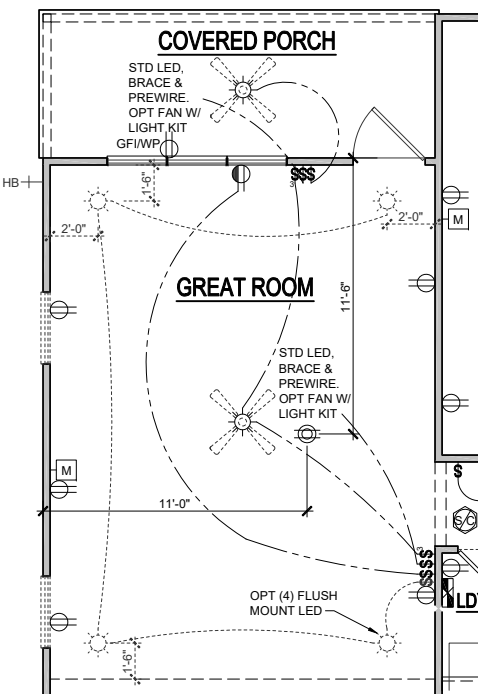 COVERED PORCH
STD LED,
BRACE &
PREWIRE.
OPT FAN W/
LIGHT KIT
GFI/WP
3
$$$
HB
1'-6"
2'-0"
2'-0"
M
GREAT ROOM
11'-6"
STD LED,
BRACE &
PREWIRE.
OPT FAN W/
LIGHT KIT
M
$
S/C
11'-0"
3
$$$$
OPT (4) FLUSH
MOUNT LED
LD
1'-6"